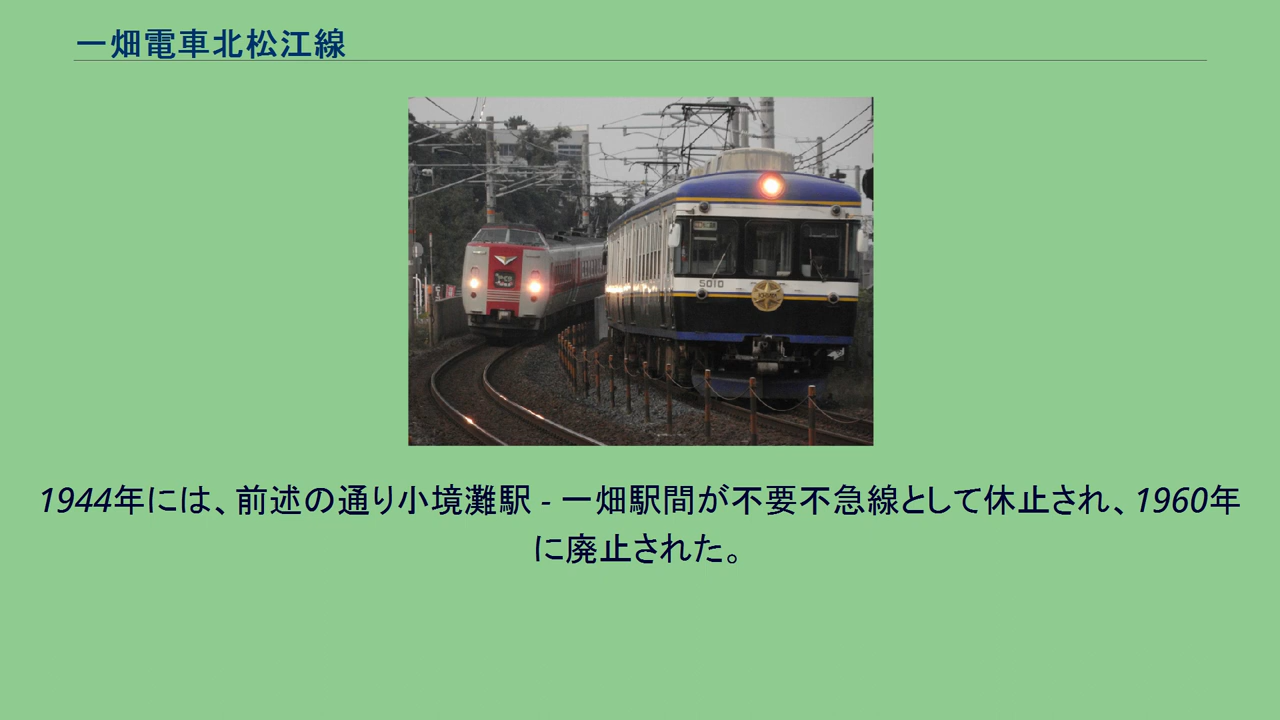 一畑電車北松江線
5010
1944年には、前述の通り小境灘駅 - 一畑駅間が不要不急線として休止され、1960年
に廃止された。